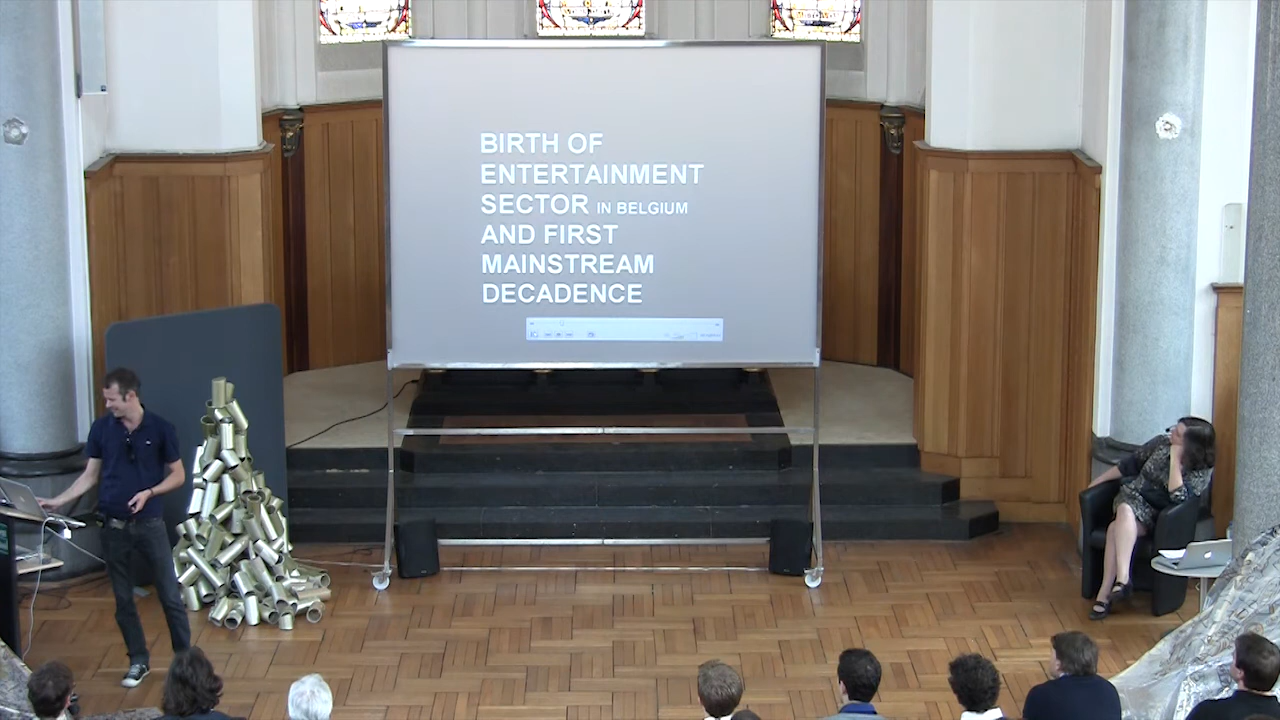 BIRTH OF
ENTERTAINMENT
SECTOR IN BELGIUM
AND FIRST
MAINSTREAM
DECADENCE